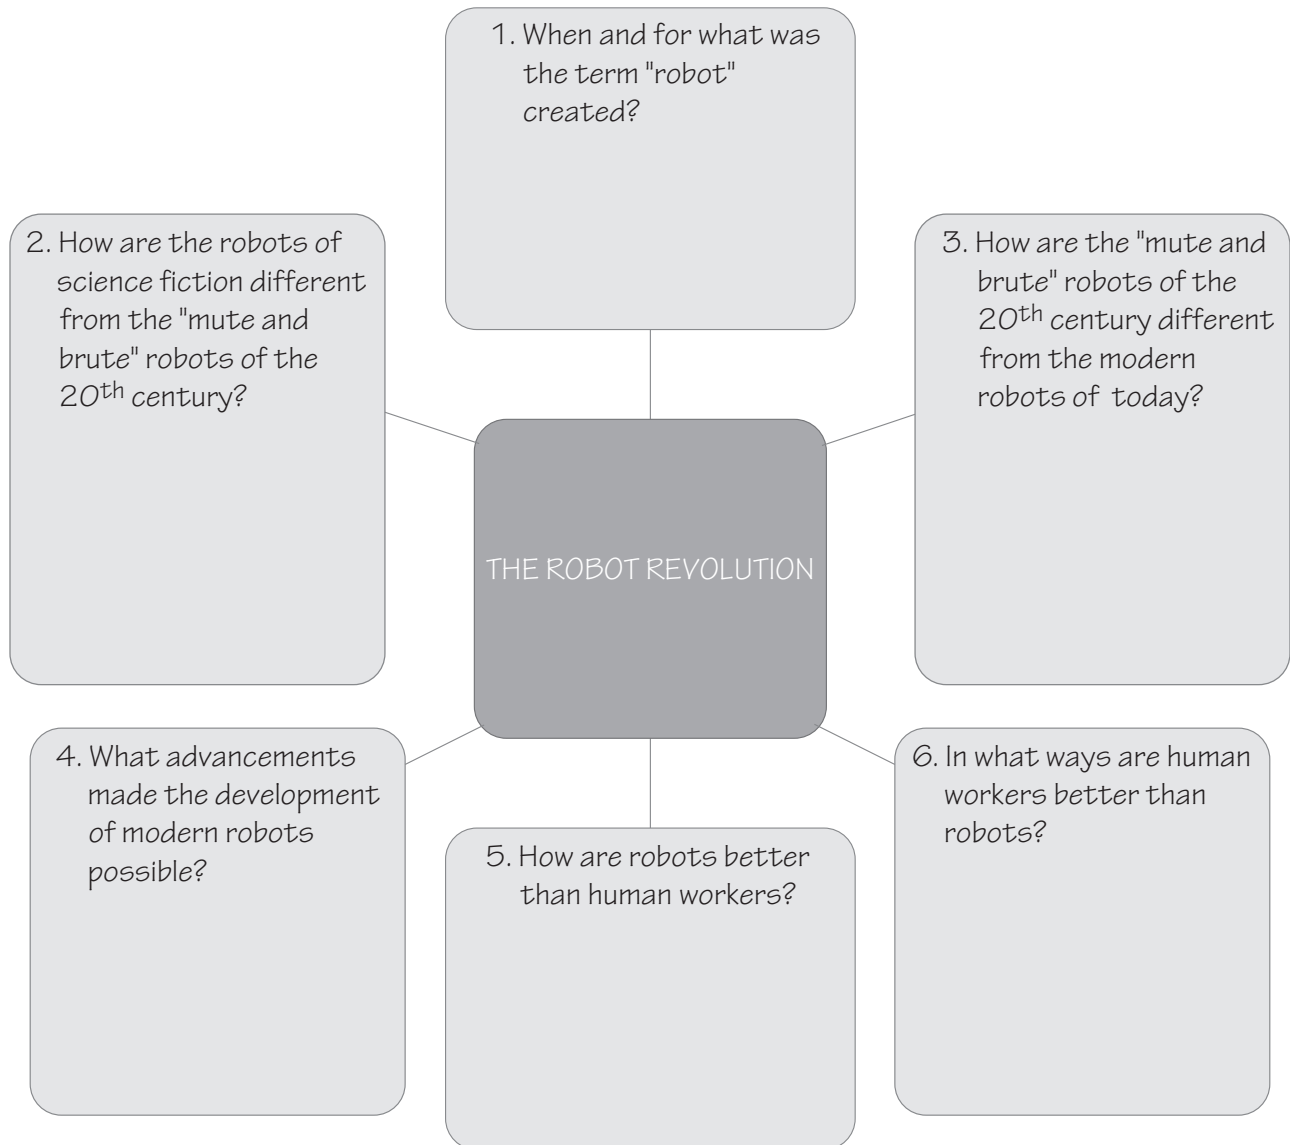 1. When and for what was
the term "robot"
created?
2. How are the robots of
science fiction different
from the "mute and
brute" robots of the
20th century?
3. How are the "mute and
brute" robots of the
20th century different
from the modern
robots of today?
THE ROBOT REVOLUTION
4. What advancements
made the development
of modern robots
possible?
5. How are robots better
than human workers?
6. In what ways are human
workers better than
robots?